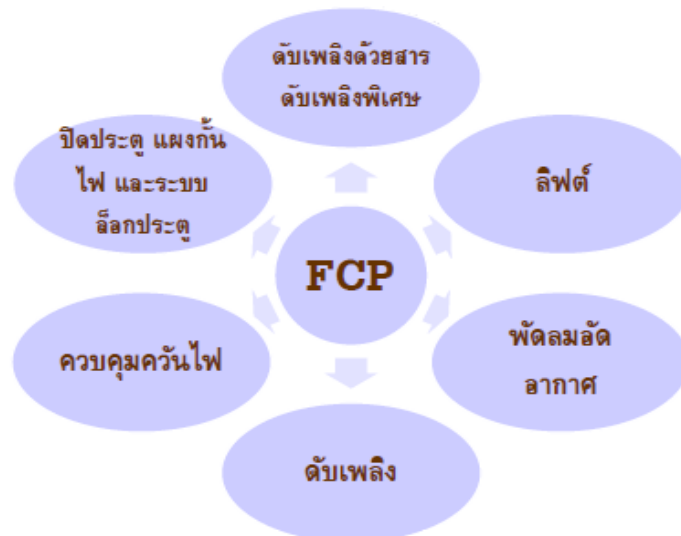 ดับเพลิงด้วยสาร
ดับเพลิงพิเศษ
ปิดประตู แผงกั้น
ไฟ และระบบ
ล็อกประตู
ลิฟต์
FCP
ควบคุมควันไฟ
พัดลมอัด
อากาศ
ดับเพลิง